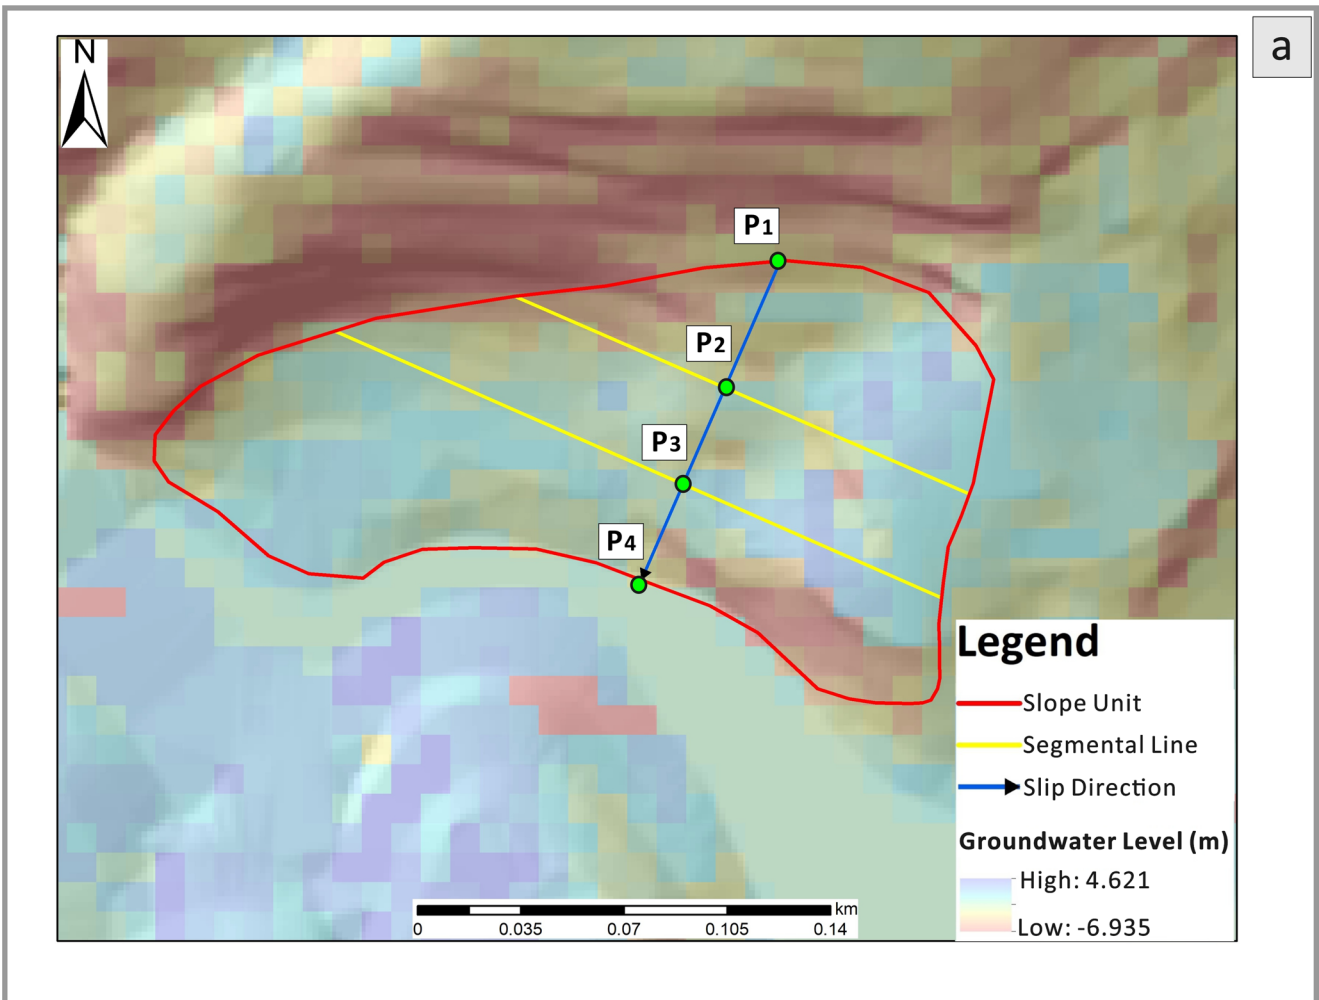 a
N
P1
P2
P3
P4
Legend
Slope Unit
Segmental Line
Slip Direction
Groundwater Level (m)
High: 4.621
Low: -6.935
km
0 0.035 0.07 0.105 0.14